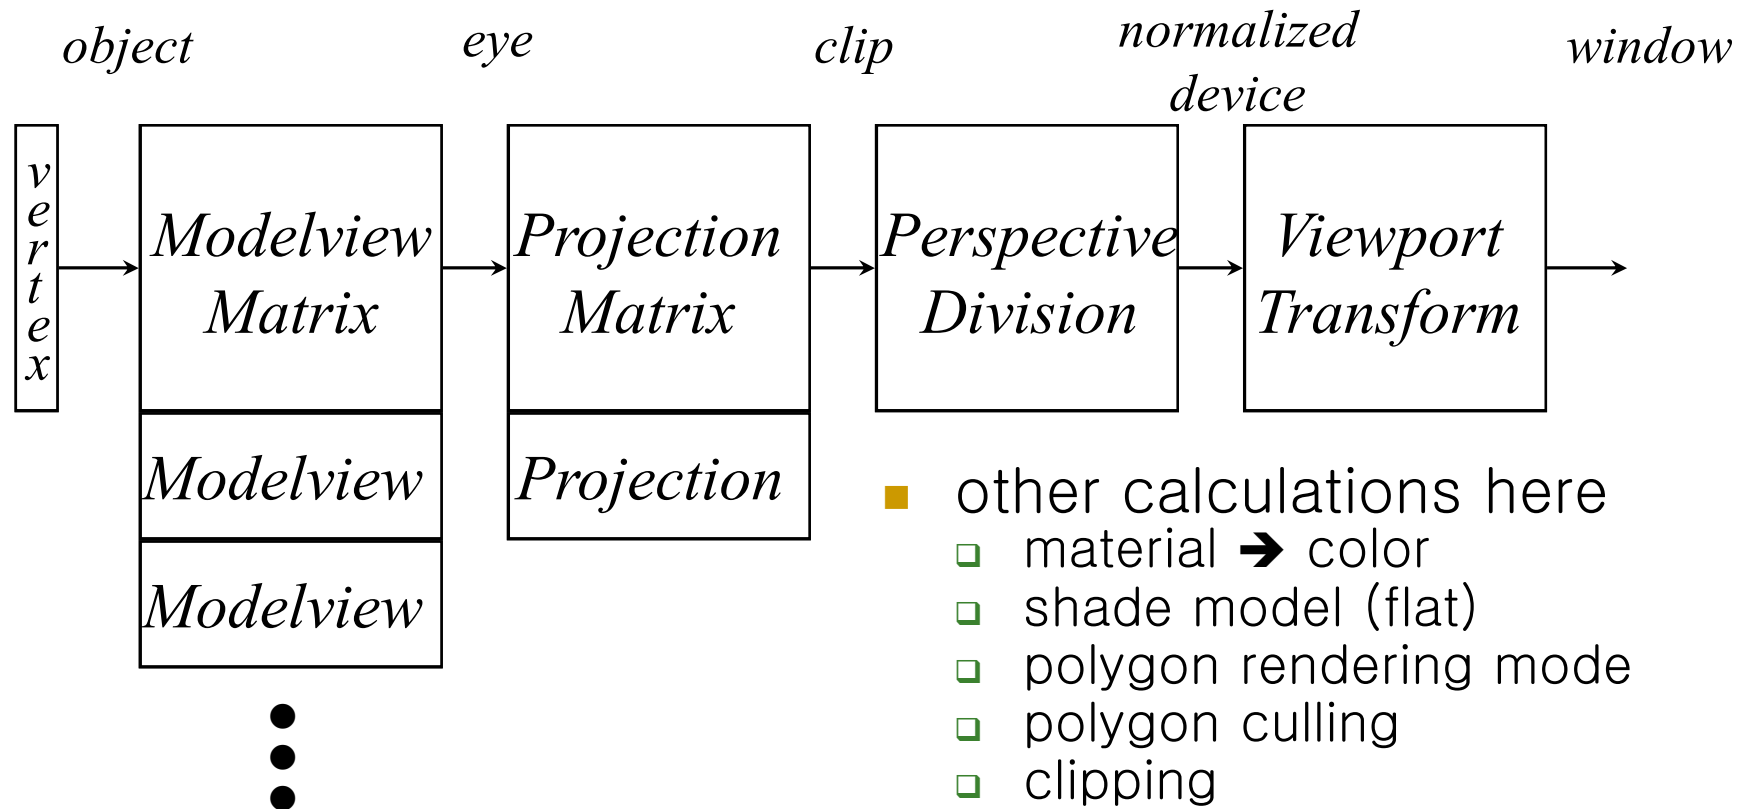 object
eye
clip
normalized
device
window
vertex
Modelview
Matrix
Projection
Matrix
Perspective
Division
Viewport
Transform
Modelview
Projection
Modelview
■ other calculations here
❑ material ➔ color
❑ shade model (flat)
❑ polygon rendering mode
❑ polygon culling
❑ clipping